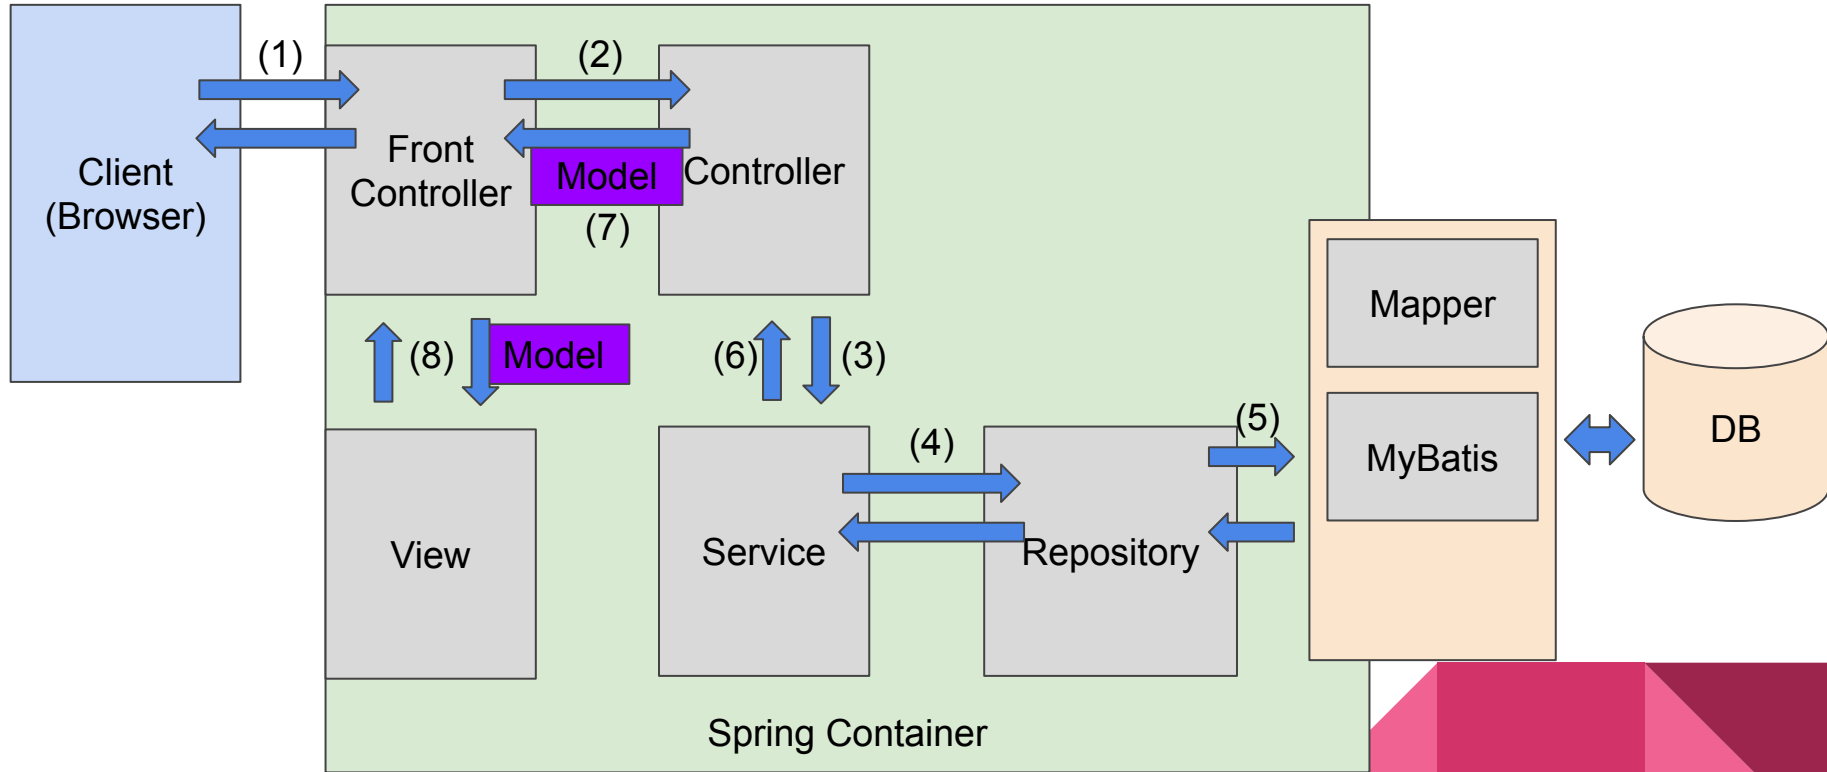 (1)
(2)
Client
(Browser)
Front
Controller
Model
Controller
(7)
(8)
Model
(6)
(3)
Mapper
MyBatis
DB
(4)
(5)
View
Service
Repository
Spring Container